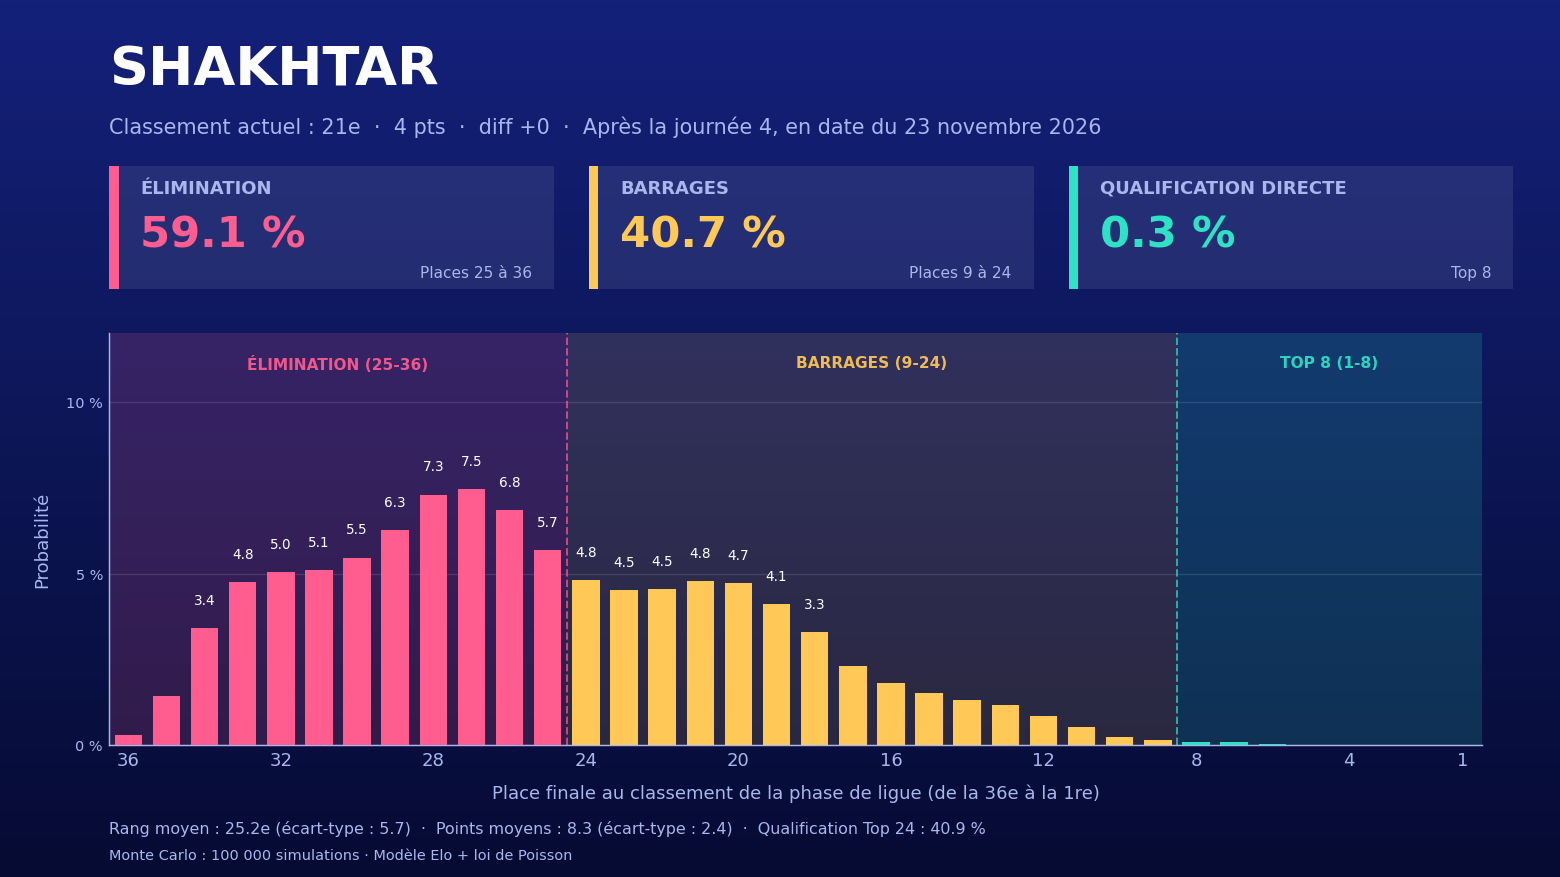 SHAKHTAR
Classement actuel : 21e · 4 pts · diff +0 · Après la journée 4, en date du 23 novembre 2026
ÉLIMINATION
59.1 %
Places 25 à 36
BARRAGES
40.7 %
Places 9 à 24
QUALIFICATION DIRECTE
0.3 %
Top 8
ÉLIMINATION (25-36)
BARRAGES (9-24)
TOP 8 (1-8)
Probabilité
10 %
5 %
0 %
3.4
4.8
5.0
5.1
5.5
6.3
7.3
7.5
6.8
5.7
4.8
4.5
4.5
4.8
4.7
4.1
3.3
36 32 28 24 20 16 12 8 4 1
Place finale au classement de la phase de ligue (de la 36e à la 1re)
Rang moyen : 25.2e (écart-type : 5.7) · Points moyens : 8.3 (écart-type : 2.4) · Qualification Top 24 : 40.9 %
Monte Carlo : 100 000 simulations · Modèle Elo + loi de Poisson